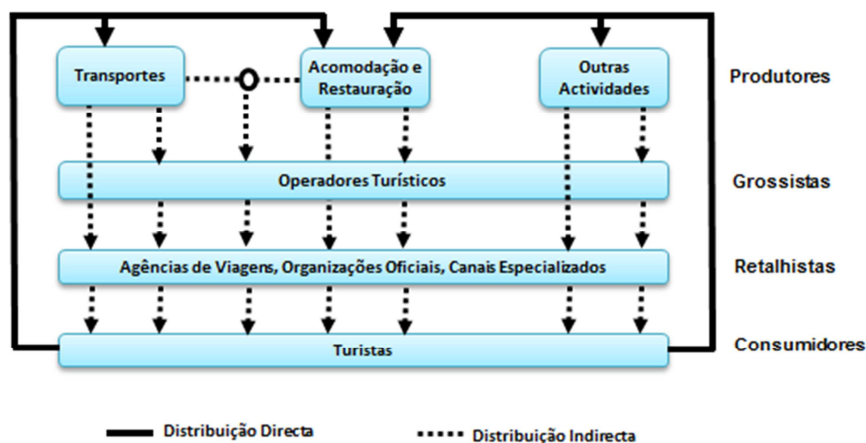 Transportes
Acomodação e
Restauração
Outras
Actividades
Produtores
Operadores Turísticos
Grossistas
Agências de Viagens, Organizações Oficiais, Canais Especializados
Retalhistas
Turistas
Consumidores
Distribuição Directa
Distribuição Indirecta